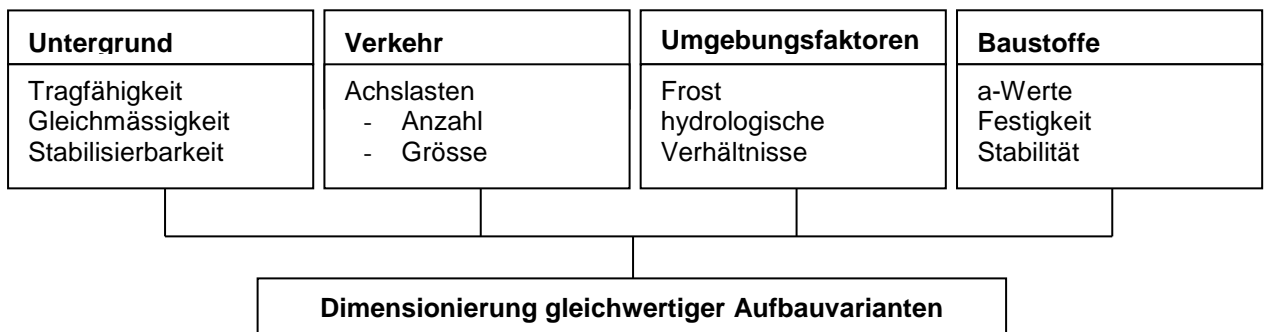 Untergrund
Tragfähigkeit
Gleichmässigkeit
Stabilisierbarkeit
Verkehr
Achslasten
- Anzahl
- Grösse
Umgebungsfaktoren
Frost
hydrologische
Verhältnisse
Baustoffe
a-Werte
Festigkeit
Stabilität
Dimensionierung gleichwertiger Aufbauvarianten